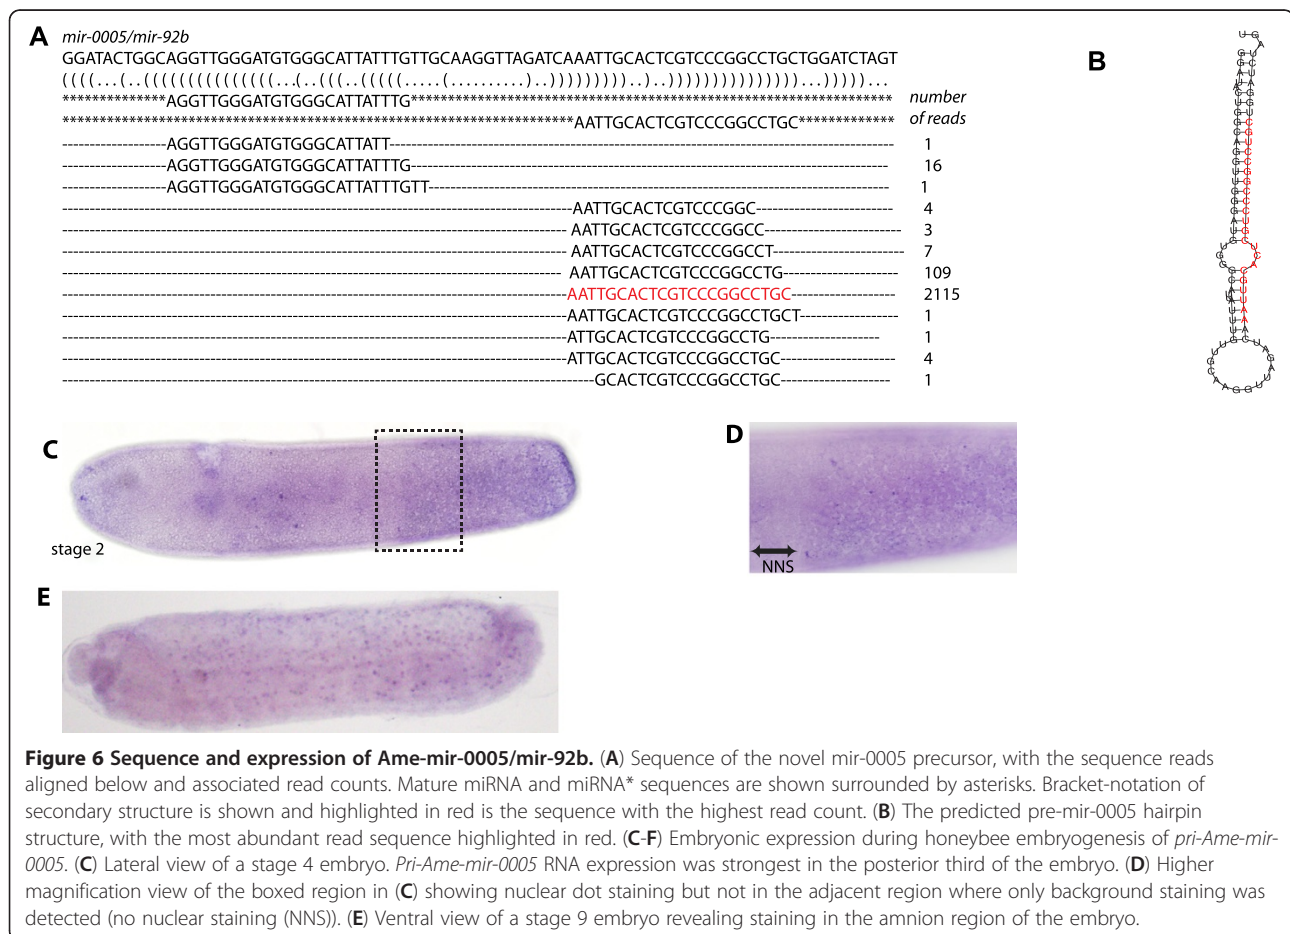 A
mir-0005/mir-92b
GGATACTGGCAGGTTGGGATGTGGGCATTATTTGTTGCAAGGTTAGATCAAATTGCACTCGTCCCGGCCTGCTGGATCTAGT
((((...(..(((((((((((((((((...(..(((..(((((.....(..........)..)))))))))..)..)))))))))))))))...)))))...
**************AGGTTGGGATGTGGGCATTATTTG****************************************************************
number
*********************************************************************AATTGCACTCGTCCCGGCCTGC*************
of reads
-----------------AGGTTGGGATGTGGGCATTATT---------------------------------------- 1
-----------------AGGTTGGGATGTGGGCATTATTTG---------------------------------------- 16
-----------------AGGTTGGGATGTGGGCATTATTTGTT---------------------------------------- 1
----------------------------------------AATTGCACTCGTCCCGGC---------------------- 4
----------------------------------------AATTGCACTCGTCCCGGCC---------------------- 3
----------------------------------------AATTGCACTCGTCCCGGCCT--------------------- 7
----------------------------------------AATTGCACTCGTCCCGGCCTG------------------- 109
----------------------------------------AATTGCACTCGTCCCGGCCTGC----------------- 2115
----------------------------------------AATTGCACTCGTCCCGGCCTGCT---------------- 1
----------------------------------------ATTGCACTCGTCCCGGCCTG------------------ 1
----------------------------------------ATTGCACTCGTCCCGGCCTGC------------------- 4
--------------------------------------------GCACTCGTCCCGGCCTGC------------------ 1
B
C
stage 2
D
NNS
E
Figure 6 Sequence and expression of Ame-mir-0005/mir-92b. (A) Sequence of the novel mir-0005 precursor, with the sequence reads
aligned below and associated read counts. Mature miRNA and miRNA* sequences are shown surrounded by asterisks. Bracket-notation of
secondary structure is shown and highlighted in red is the sequence with the highest read count. (B) The predicted pre-mir-0005 hairpin
structure, with the most abundant read sequence highlighted in red. (C-F) Embryonic expression during honeybee embryogenesis of pri-Ame-mir-
0005. (C) Lateral view of a stage 4 embryo. Pri-Ame-mir-0005 RNA expression was strongest in the posterior third of the embryo. (D) Higher
magnification view of the boxed region in (C) showing nuclear dot staining but not in the adjacent region where only background staining was
detected (no nuclear staining (NNS)). (E) Ventral view of a stage 9 embryo revealing staining in the amnion region of the embryo.